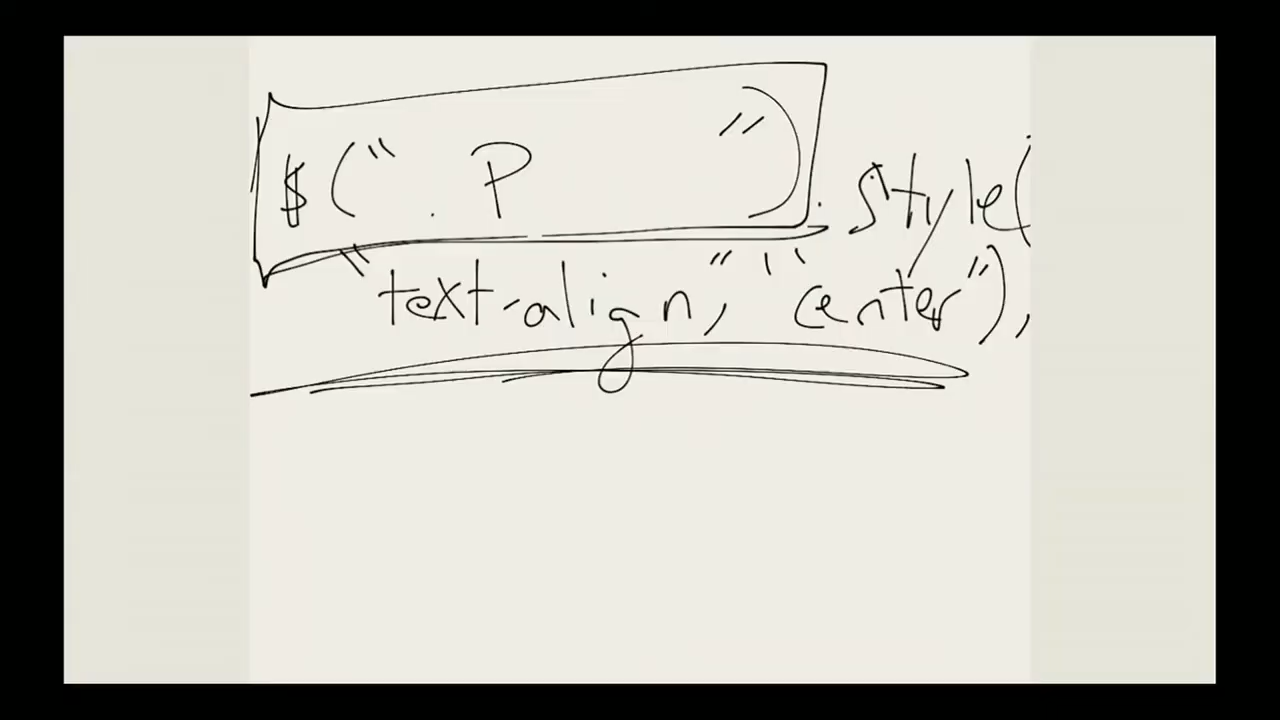 $(“ . P ”).style(
“text-align,” ‘“center”),